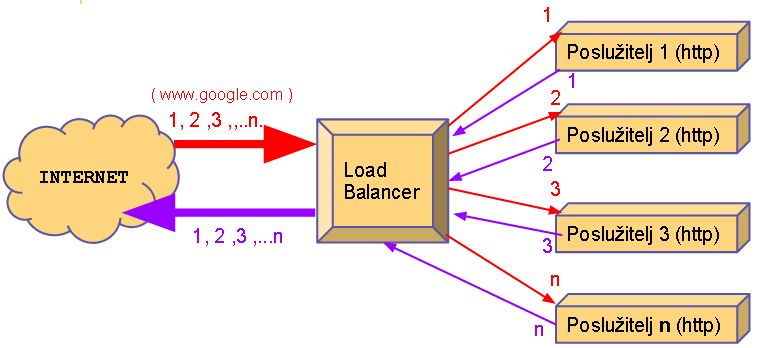 ( www.google.com )
1, 2 ,3 ,,..n.
INTERNET
1, 2 ,3 ,...n
Load
Balancer
1
Poslužitelj 1 (http)
1
2
Poslužitelj 2 (http)
2
3
Poslužitelj 3 (http)
3
n
Poslužitelj n (http)
n